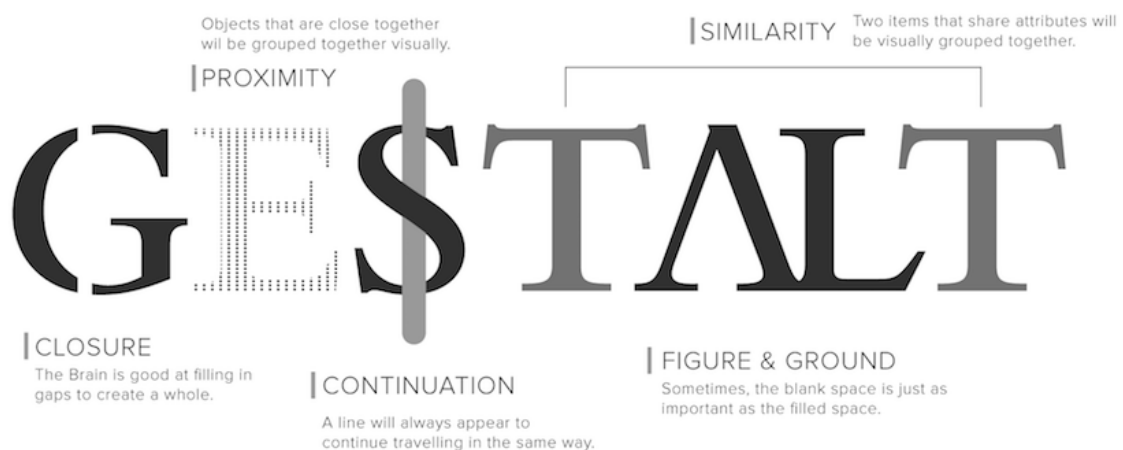 Objects that are close together
wil be grouped together visually.
PROXIMITY
SIMILARITY
Two items that share attributes will
be visually grouped together.
GESTALT
CLOSURE
The Brain is good at filling in
gaps to create a whole.
CONTINUATION
A line will always appear to
continue travelling in the same way.
FIGURE & GROUND
Sometimes, the blank space is just as
important as the filled space.